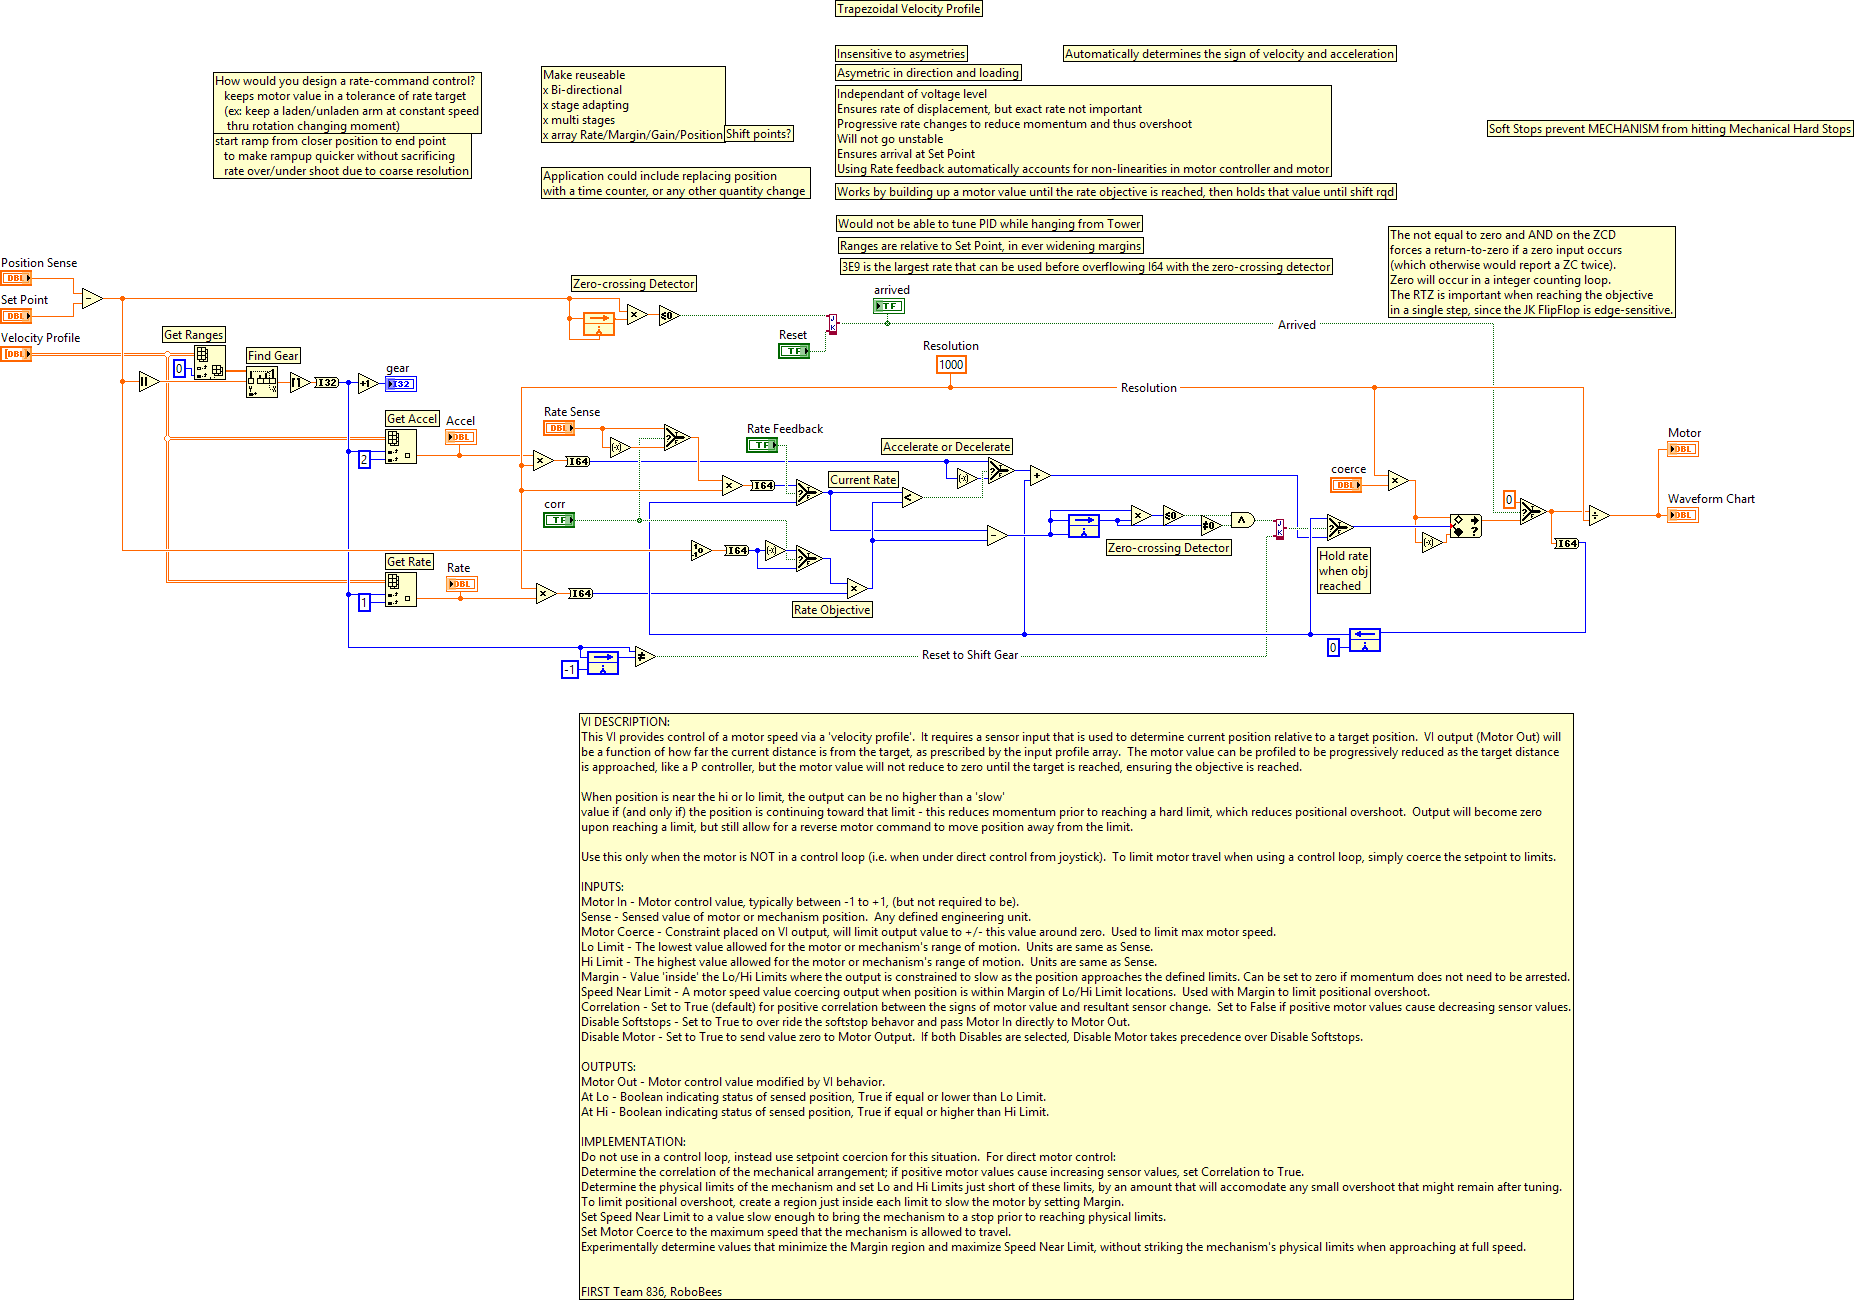 Trapezoidal Velocity Profile
Insensitive to asymetries
Automatically determines the sign of velocity and acceleration
Asymetric in direction and loading
How would you design a rate-command control?
keeps motor value in a tolerance of rate target
(ex: keep a laden/unladen arm at constant speed
thru rotation changing moment)
start ramp from closer position to end point
to make rampup quicker without sacrificing
rate over/under shoot due to coarse resolution
Make reuseable
x Bi-directional
x stage adapting
x multi stages
x array Rate/Margin/Gain/Position
Shift points?
Application could include replacing position
with a time counter, or any other quantity change
Independant of voltage level
Ensures rate of displacement, but exact rate not important
Progressive rate changes to reduce momentum and thus overshoot
Will not go unstable
Ensures arrival at Set Point
Using Rate feedback automatically accounts for non-linearities in motor controller and motor
Works by building up a motor value until the rate objective is reached, then holds that value until shift rqd
Soft Stops prevent MECHANISM from hitting Mechanical Hard Stops
Would not be able to tune PID while hanging from Tower
Ranges are relative to Set Point, in ever widening margins
3E9 is the largest rate that can be used before overflowing I64 with the zero-crossing detector
The not equal to zero and AND on the ZCD
forces a return-to-zero if a zero input occurs
(which otherwise would report a ZC twice).
Zero will occur in a integer counting loop.
The RTZ is important when reaching the objective
in a single step, since the JK FlipFlop is edge-sensitive.
Position Sense
DBL
Set Point
DBL
Velocity Profile
DBL
Get Ranges
0
Find Gear
I32
gear
I32
Zero-crossing Detector
≤0
Reset
TF
J
K
arrived
TF
Arrived
Resolution
1000
Resolution
Get Accel
2
Accel
DBL
Rate Sense
DBL
I64
corr
TF
Rate Feedback
TF
I64
Current Rate
Accelerate or Decelerate
I64
Get Rate
1
Rate
DBL
I64
Rate Objective
Zero-crossing Detector
≤0
≠0
J
K
Hold rate
when obj
reached
coerce
DBL
0
I64
Motor
DBL
Waveform Chart
DBL
-1
Reset to Shift Gear
0
VI DESCRIPTION:
This VI provides control of a motor speed via a 'velocity profile'.  It requires a sensor input that is used to determine current position relative to a target position.  VI output (Motor Out) will
be a function of how far the current distance is from the target, as prescribed by the input profile array.  The motor value can be profiled to be progressively reduced as the target distance
is approached, like a P controller, but the motor value will not reduce to zero until the target is reached, ensuring the objective is reached.
When position is near the hi or lo limit, the output can be no higher than a 'slow'
value if (and only if) the position is continuing toward that limit - this reduces momentum prior to reaching a hard limit, which reduces positional overshoot.  Output will become zero
upon reaching a limit, but still allow for a reverse motor command to move position away from the limit.
Use this only when the motor is NOT in a control loop (i.e. when under direct control from joystick).  To limit motor travel when using a control loop, simply coerce the setpoint to limits.
INPUTS:
Motor In - Motor control value, typically between -1 to +1, (but not required to be).
Sense - Sensed value of motor or mechanism position.  Any defined engineering unit.
Motor Coerce - Constraint placed on VI output, will limit output value to +/- this value around zero.  Used to limit max motor speed.
Lo Limit - The lowest value allowed for the motor or mechanism's range of motion.  Units are same as Sense.
Hi Limit - The highest value allowed for the motor or mechanism's range of motion.  Units are same as Sense.
Margin - Value 'inside' the Lo/Hi Limits where the output is constrained to slow as the position approaches the defined limits. Can be set to zero if momentum does not need to be arrested.
Speed Near Limit - A motor speed value coercing output when position is within Margin of Lo/Hi Limit locations.  Used with Margin to limit positional overshoot.
Correlation - Set to True (default) for positive correlation between the signs of motor value and resultant sensor change.  Set to False if positive motor values cause decreasing sensor values.
Disable Softstops - Set to True to over ride the softstop behavor and pass Motor In directly to Motor Out.
Disable Motor - Set to True to send value zero to Motor Output.  If both Disables are selected, Disable Motor takes precedence over Disable Softstops.
OUTPUTS:
Motor Out - Motor control value modified by VI behavior.
At Lo - Boolean indicating status of sensed position, True if equal or lower than Lo Limit.
At Hi - Boolean indicating status of sensed position, True if equal or higher than Hi Limit.
IMPLEMENTATION:
Do not use in a control loop, instead use setpoint coercion for this situation.  For direct motor control:
Determine the correlation of the mechanical arrangement; if positive motor values cause increasing sensor values, set Correlation to True.
Determine the physical limits of the mechanism and set Lo and Hi Limits just short of these limits, by an amount that will accomodate any small overshoot that might remain after tuning.
To limit positional overshoot, create a region just inside each limit to slow the motor by setting Margin.
Set Speed Near Limit to a value slow enough to bring the mechanism to a stop prior to reaching physical limits.
Set Motor Coerce to the maximum speed that the mechanism is allowed to travel.
Experimentally determine values that minimize the Margin region and maximize Speed Near Limit, without striking the mechanism's physical limits when approaching at full speed.
FIRST Team 836, RoboBees